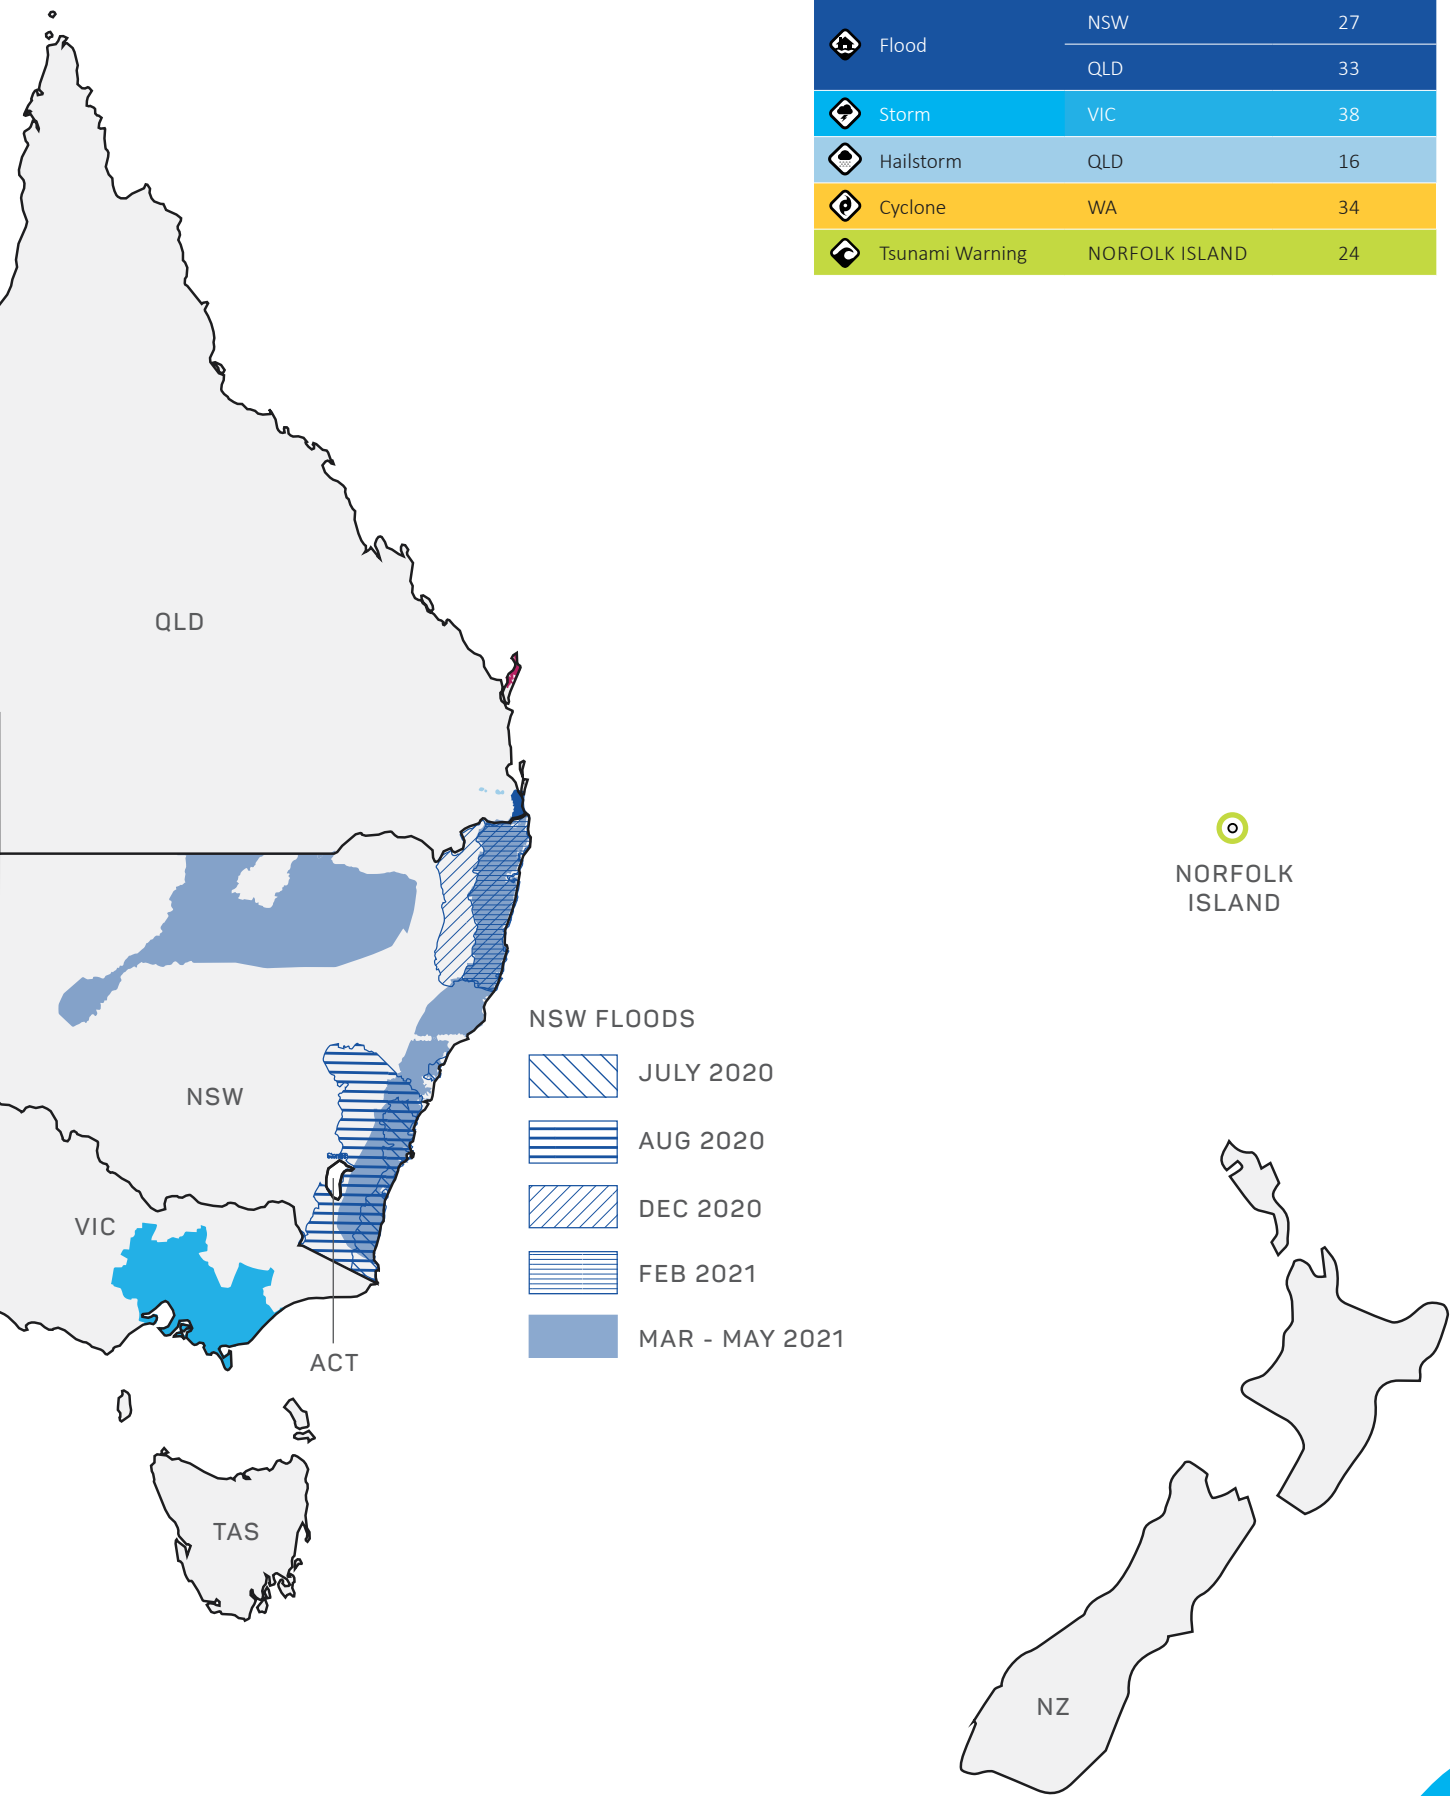 NSW 27
Flood
QLD 33
Storm VIC 38
Hailstorm QLD 16
Cyclone WA 34
Tsunami Warning NORFOLK ISLAND 24
QLD
NORFOLK
ISLAND
NSW FLOODS
JULY 2020
NSW
AUG 2020
DEC 2020
VIC
FEB 2021
MAR - MAY 2021
ACT
TAS
NZ